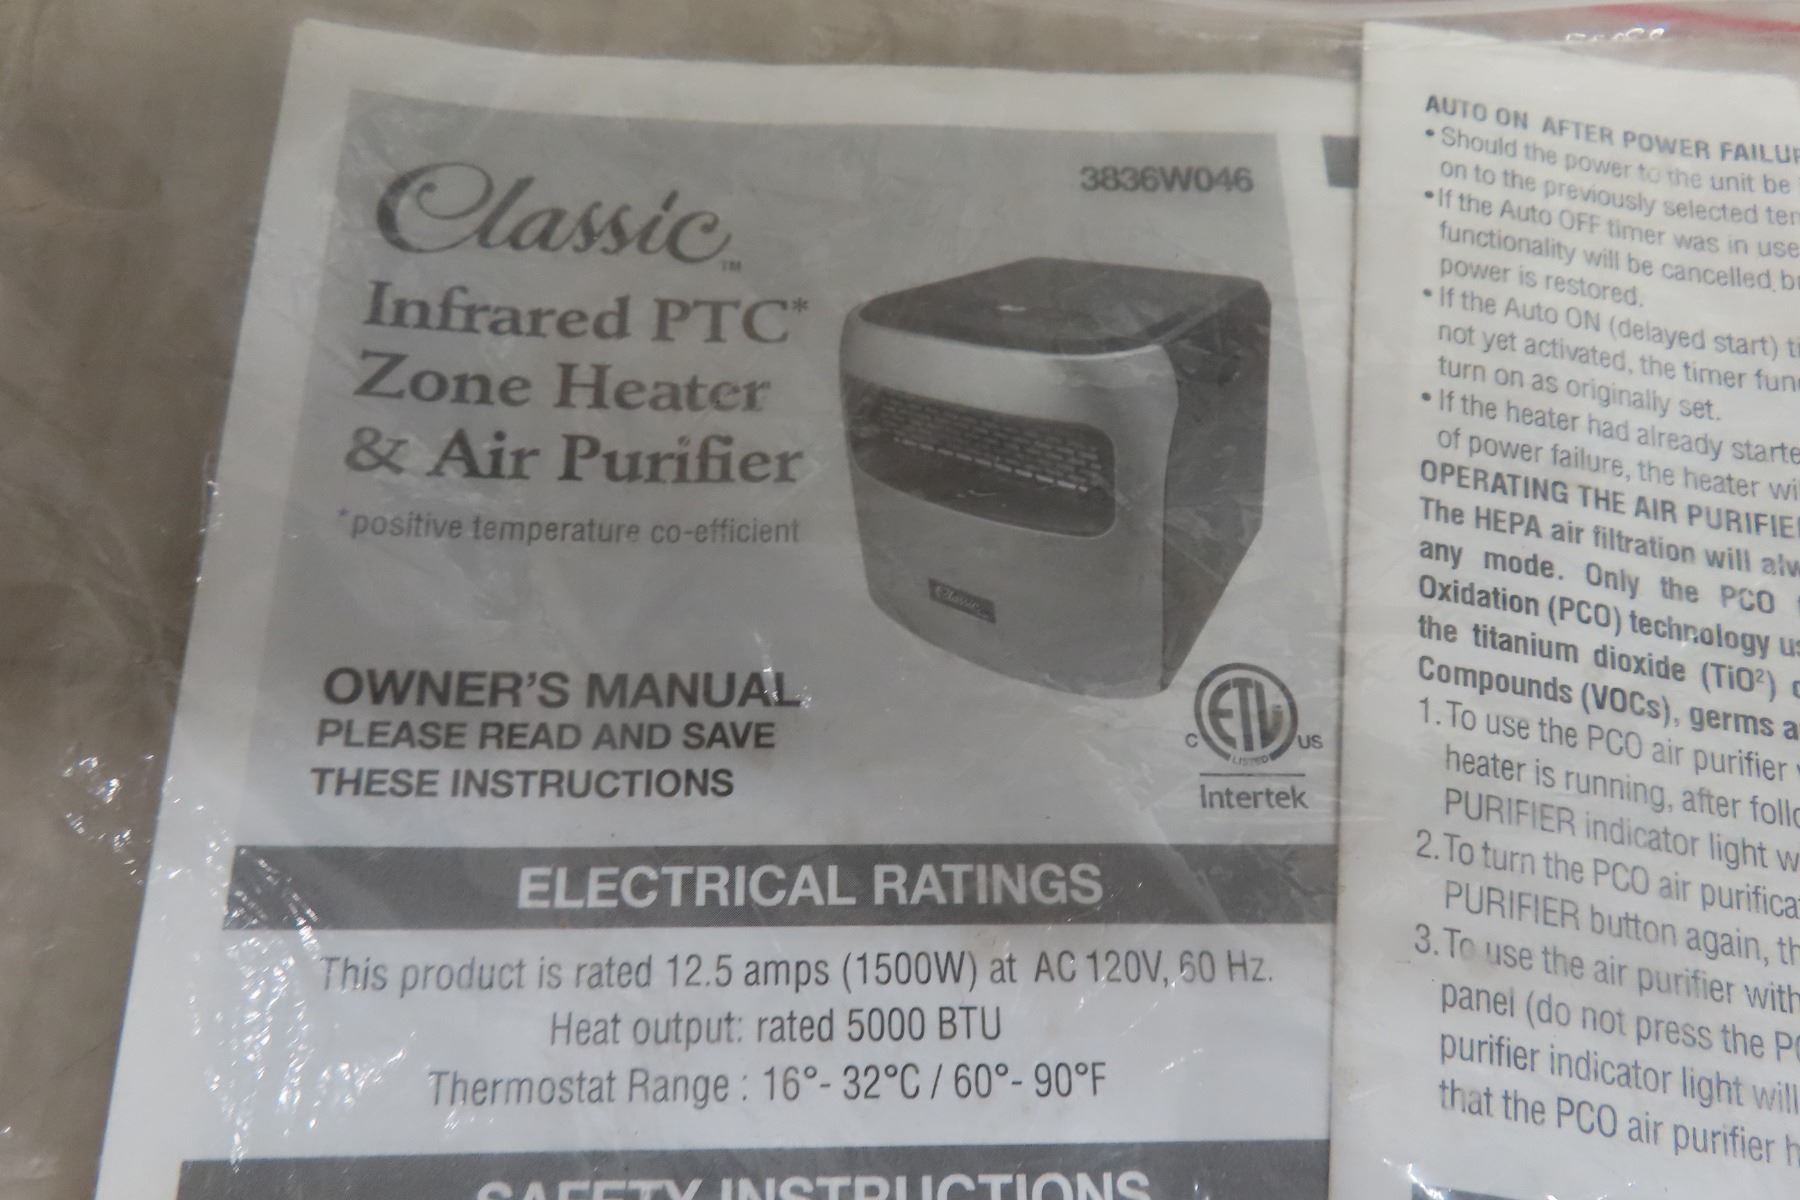 Classic™
3836W046
Infrared PTC*
Zone Heater
& Air Purifier
*positive temperature co-efficient
Classic
OWNER'S MANUAL
PLEASE READ AND SAVE
THESE INSTRUCTIONS
C ETL US
LISTED
Intertek
ELECTRICAL RATINGS
This product is rated 12.5 amps (1500W) at AC 120V, 60 Hz.
Heat output: rated 5000 BTU
Thermostat Range : 16°- 32°C / 60°- 90°F
SAFETY INSTRUCTIONS
AUTO ON AFTER POWER
• Should the power to the unit be
on to the previously selected
• If the Auto OFF timer was in use
functionality will be cancelled
power is restored.
• If the Auto ON (delayed start)
not yet activated, the timer
turn on as originally set.
• If the heater had already
of power failure, the heater
OPERATING THE AIR
The HEPA air filtration will
any mode. Only the PCO
Oxidation (PCO) technology
the titanium dioxide (TiO²)
Compounds (VOCs), germs
1. To use the PCO air purifier
heater is running, after
PURIFIER indicator light
2. To turn the PCO air
PURIFIER button again,
3. To use the air purifier
panel (do not press the
purifier indicator light will
that the PCO air purifier